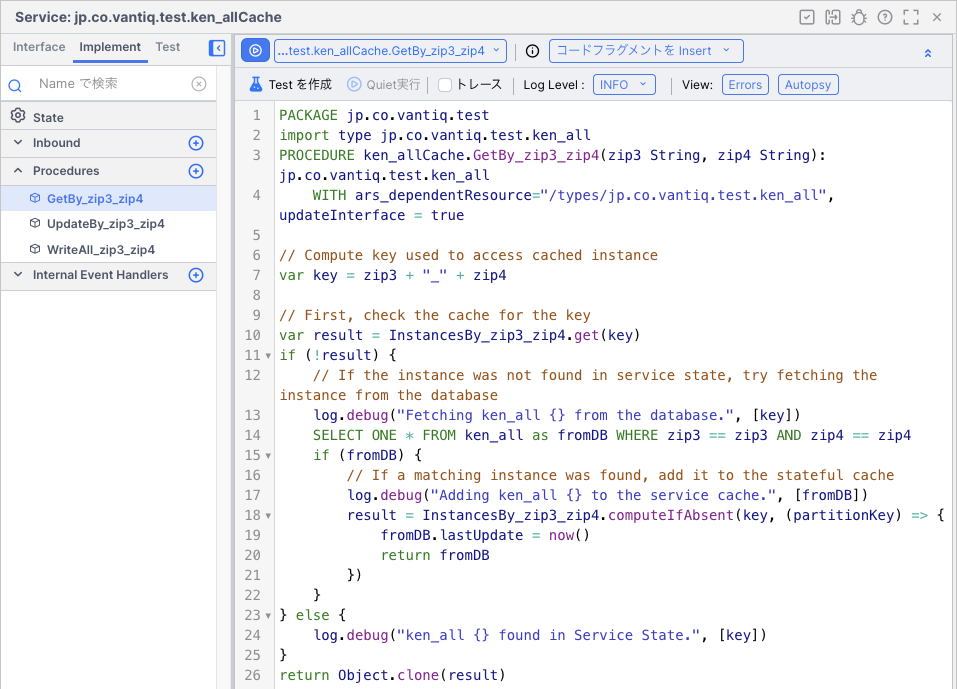 Service: jp.co.vantiq.test.ken_allCache
Interface Implement Test
Name で検索
State
Inbound
Procedures
GetBy_zip3_zip4
UpdateBy_zip3_zip4
WriteAll_zip3_zip4
Internal Event Handlers
...test.ken_allCache.GetBy_zip3_zip4 コードフラグメントを Insert
Test を作成 Quiet実行 トレース Log Level : INFO View: Errors Autopsy
1 PACKAGE jp.co.vantiq.test
2 import type jp.co.vantiq.test.ken_all
3 PROCEDURE ken_allCache.GetBy_zip3_zip4(zip3 String, zip4 String):
jp.co.vantiq.test.ken_all
4     WITH ars_dependentResource="/types/jp.co.vantiq.test.ken_all",
updateInterface = true
5
6 // Compute key used to access cached instance
7 var key = zip3 + "_" + zip4
8
9 // First, check the cache for the key
10 var result = InstancesBy_zip3_zip4.get(key)
11 if (!result) {
12     // If the instance was not found in service state, try fetching the
instance from the database
13     log.debug("Fetching ken_all {} from the database.", [key])
14     SELECT ONE * FROM ken_all as fromDB WHERE zip3 == zip3 AND zip4 == zip4
15     if (fromDB) {
16         // If a matching instance was found, add it to the stateful cache
17         log.debug("Adding ken_all {} to the service cache.", [fromDB])
18         result = InstancesBy_zip3_zip4.computeIfAbsent(key, (partitionKey) => {
19             fromDB.lastUpdate = now()
20             return fromDB
21         })
22     }
23 } else {
24     log.debug("ken_all {} found in Service State.", [key])
25 }
26 return Object.clone(result)